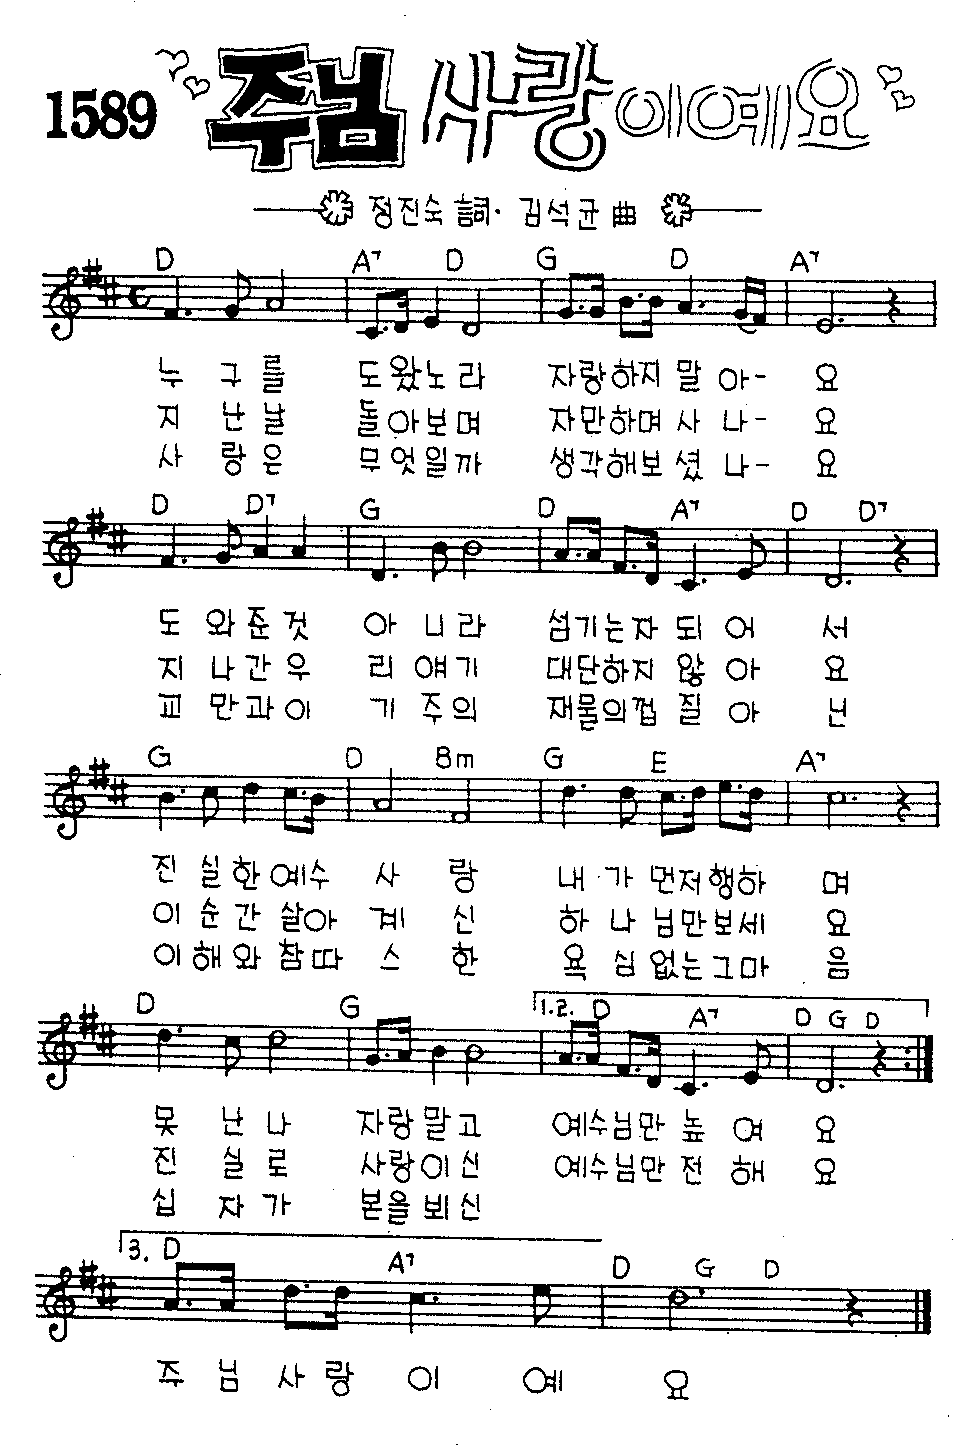 1589 주님 사랑이예요
정진숙 詞· 김석균 曲
D A7 D G D A7
누 구 를 도 왔 노 라 자 랑 하 지 말 아- 요
지 난 날 돌 아 보 며 자 만 하 며 사 나- 요
사 랑 은 무 엇 일 까 생 각 해 보 셨 나- 요
D D7 G D A7 D D7
도 와 준 것 아 니 라 섬 기 는 자 되 어 서
지 나 간 우 리 얘 기 대 단 하 지 않 아 요
교 만 과 이 기 주 의 재 물 의 껍 질 아 닌
G D Bm G E A7
진 실 한 예 수 사 랑 내 가 먼 저 행 하 며
이 순 간 살 아 계 신 하 나 님 만 보 세 요
이 해 와 참 따 스 한 욕 심 없 는 그 마 음
D G 1.2. D A7 D G D
못 난 나 자 랑 말 고 예 수 님 만 높 여 요
진 실 로 사 랑 이 신 예 수 님 만 전 해 요
십 자 가 본 을 뵈 신
3. D A7 D G D
주 님 사 랑 이 예 요